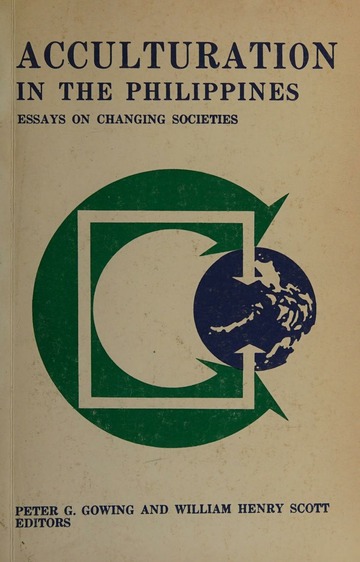 ACCULTURATION
IN THE PHILIPPINES
ESSAYS ON CHANGING SOCIETIES
PETER G. GOWING AND WILLIAM HENRY SCOTT
EDITORS